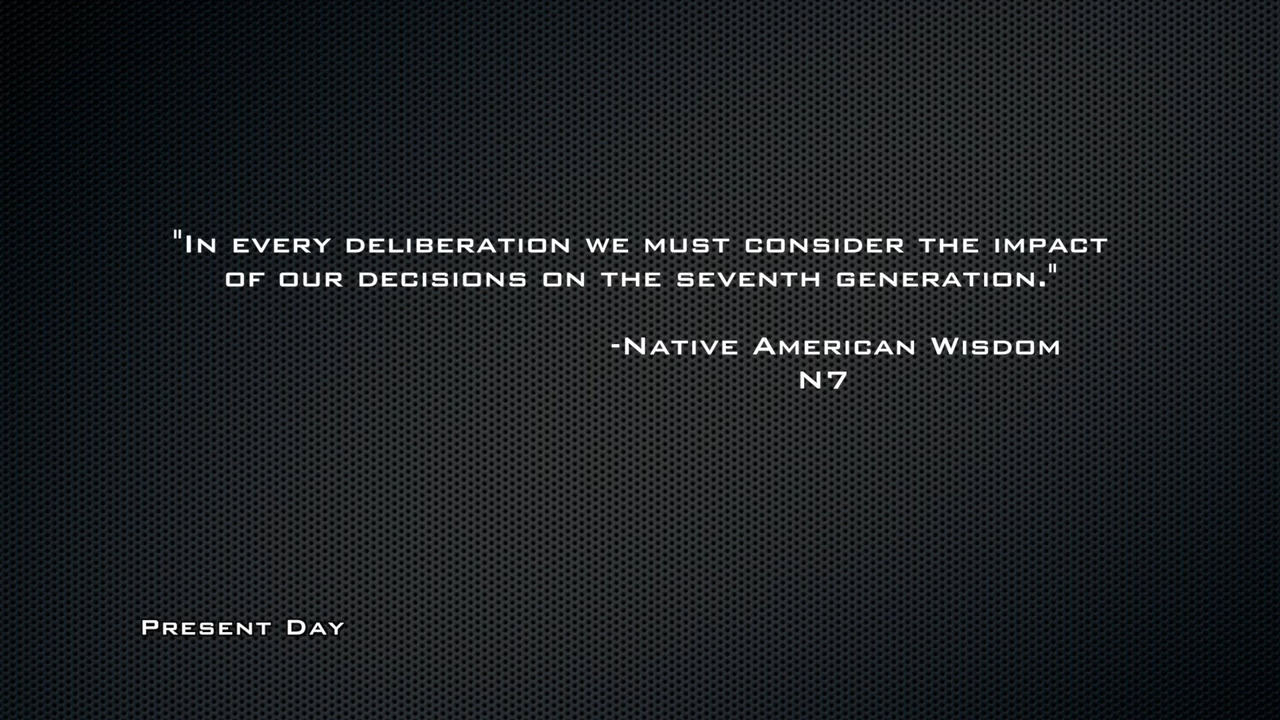 "In every deliberation we must consider the impact
of our decisions on the seventh generation."
-Native American Wisdom
N7
Present Day